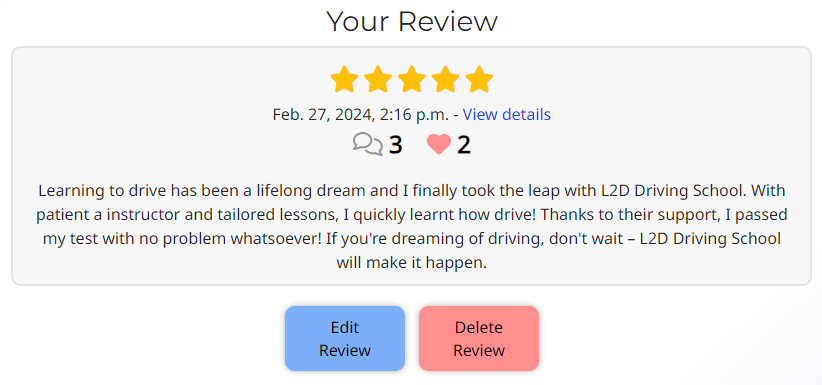 Your Review
Feb. 27, 2024, 2:16 p.m. - View details
3 2
Learning to drive has been a lifelong dream and I finally took the leap with L2D Driving School. With
patient a instructor and tailored lessons, I quickly learnt how drive! Thanks to their support, I passed
my test with no problem whatsoever! If you're dreaming of driving, don't wait – L2D Driving School
will make it happen.
Edit
Review
Delete
Review